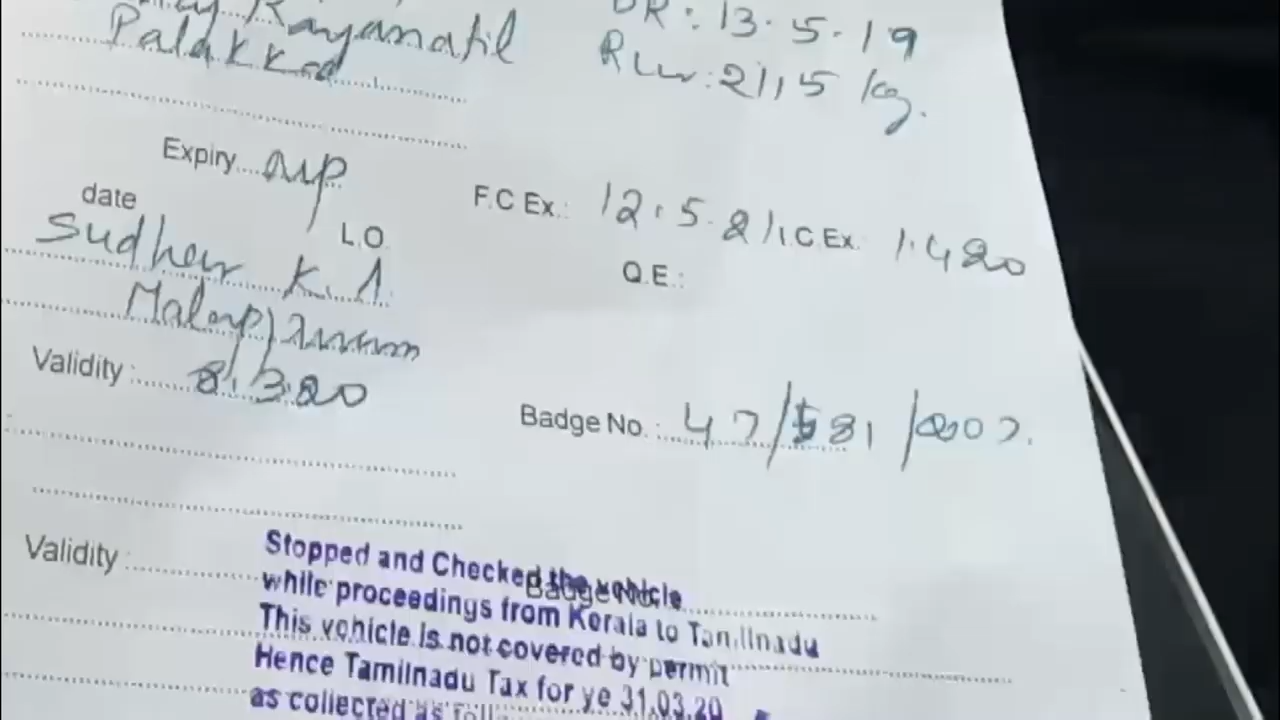 Rayanatil
Palakkad
DR: 13.5.19
RLW: 2115 kg.
Expiry
date
L.O.
F.C Ex.: 12.5.21 I.C Ex. 1.4.20
Q.E.:
Sudheer K.
Validity : 8.3.20
Badge No.: 47/ /
Validity :
Badge No.
Stopped and Checked the vehicle
while proceedings from Kerala to Tamilnadu
This vehicle is not covered by permit
Hence Tamilnadu Tax for ye 31.03.20
as collected as